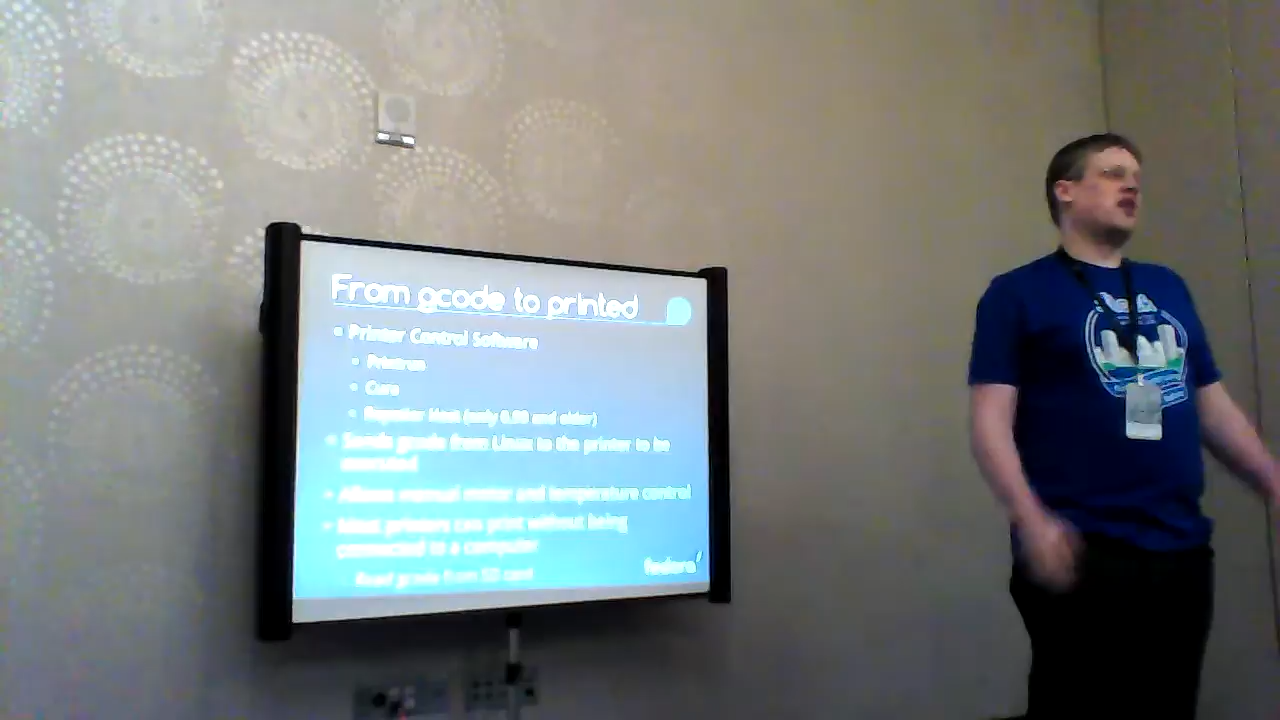 From gcode to printed
Printer Control Software
Printrun
Cura
Repetier Host (only 0.90 and older)
Sends gcode from Linux to the printer to be
executed
Allows manual motor and temperature control
Most printers can print without being
connected to a computer
Read gcode from SD card
fedora